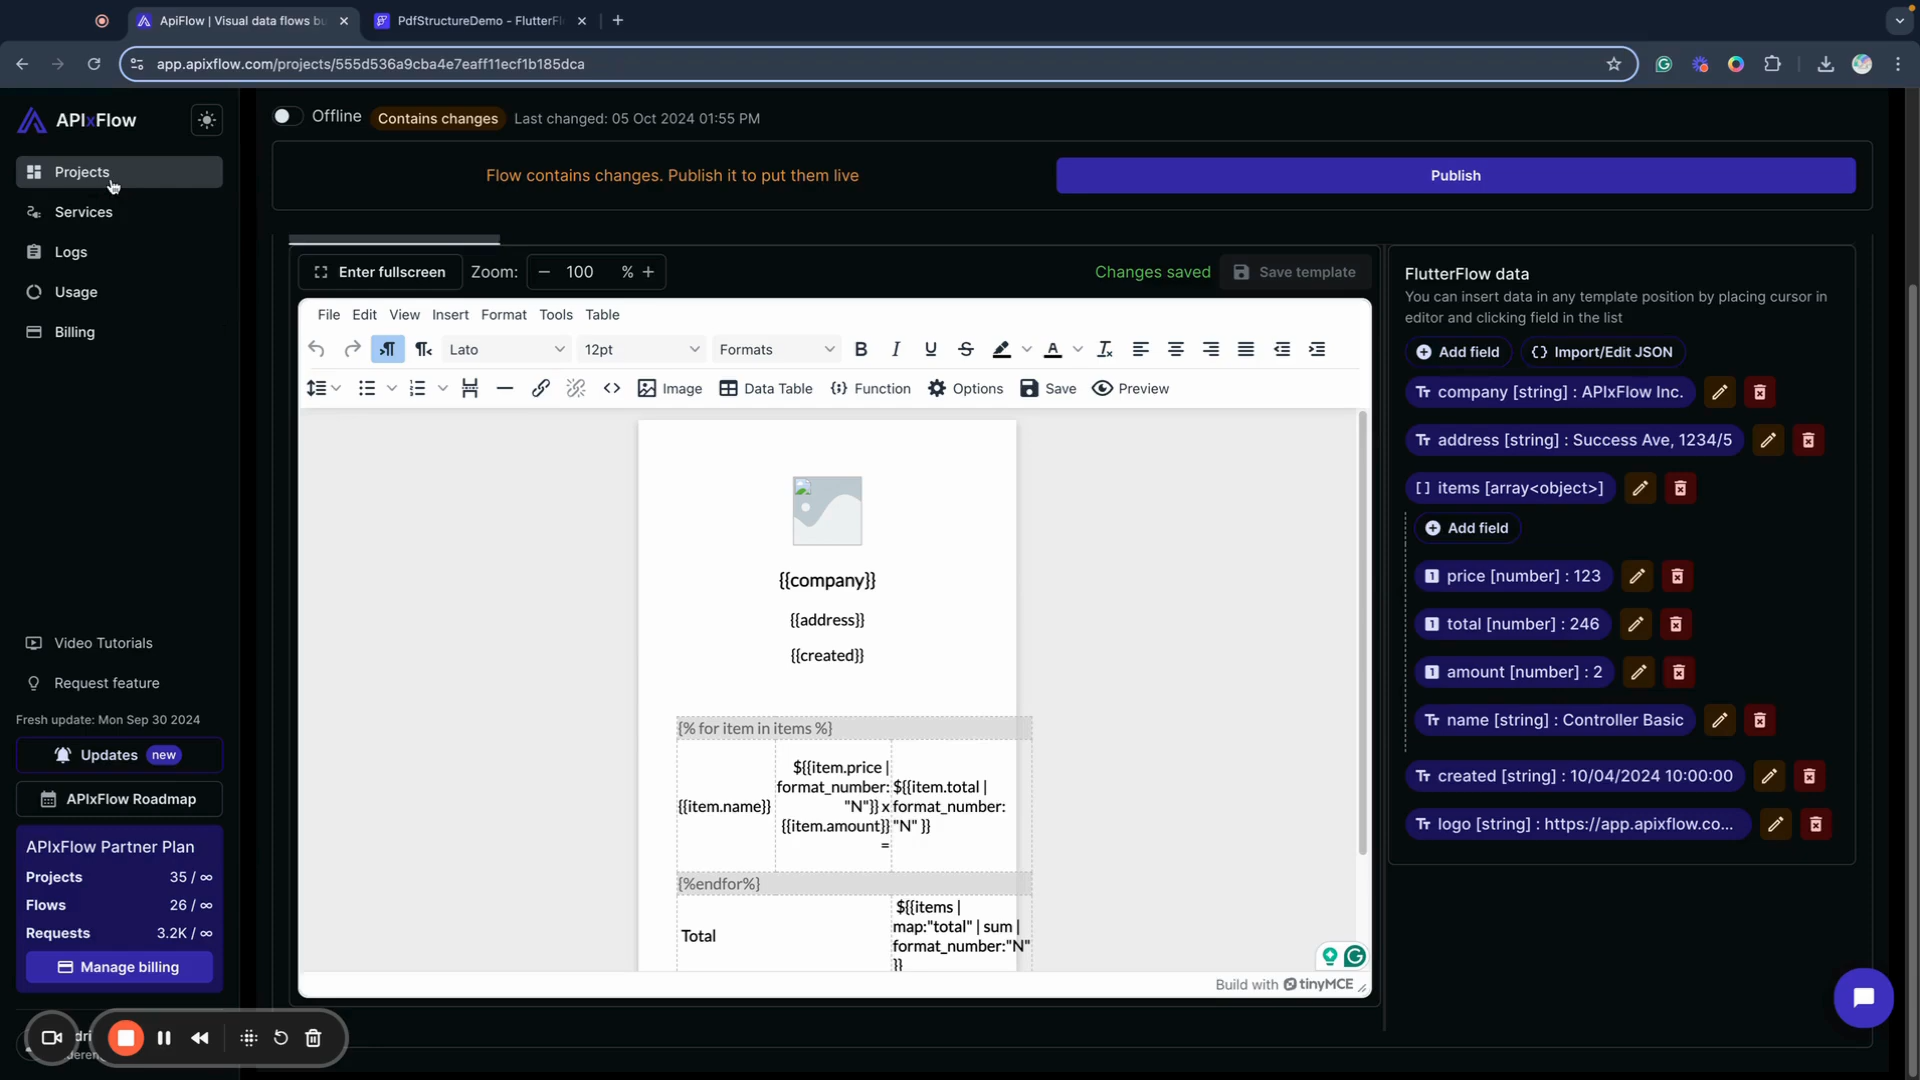 ApiFlow | Visual data flows bu
PdfStructureDemo - FlutterFl
app.apixflow.com/projects/555d536a9cba4e7eaff11ecf1b185dca
APIxFlow
Projects
Services
Logs
Usage
Billing
Video Tutorials
Request feature
Fresh update: Mon Sep 30 2024
Updates new
APIxFlow Roadmap
APIxFlow Partner Plan
Projects 35 / ∞
Flows 26 / ∞
Requests 3.2K / ∞
Manage billing
Offline Contains changes Last changed: 05 Oct 2024 01:55 PM
Flow contains changes. Publish it to put them live
Publish
Enter fullscreen Zoom: − 100 % +
Changes saved Save template
File Edit View Insert Format Tools Table
Lato 12pt Formats
Image Data Table Function Options Save Preview
{{company}}
{{address}}
{{created}}
{% for item in items %}
{{item.name}}
${{item.price |
format_number:
"N"}} x
{{item.amount}}
=
${{item.total |
format_number:
"N" }}
{%endfor%}
Total
${{items |
map:"total" | sum |
format_number:"N"
}}
Build with tinyMCE
FlutterFlow data
You can insert data in any template position by placing cursor in
editor and clicking field in the list
Add field Import/Edit JSON
company [string] : APIxFlow Inc.
address [string] : Success Ave, 1234/5
items [array<object>]
Add field
price [number] : 123
total [number] : 246
amount [number] : 2
name [string] : Controller Basic
created [string] : 10/04/2024 10:00:00
logo [string] : https://app.apixflow.co...